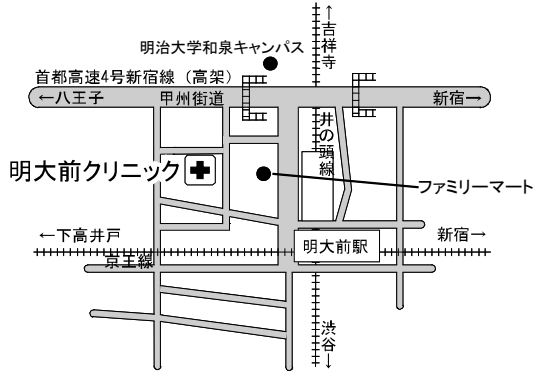 ←吉祥寺
明治大学和泉キャンパス
首都高速4号新宿線（高架）
←八王子
甲州街道
新宿→
井の頭線
明大前クリニック
ファミリーマート
←下高井戸
新宿→
明大前駅
京王線
渋谷→